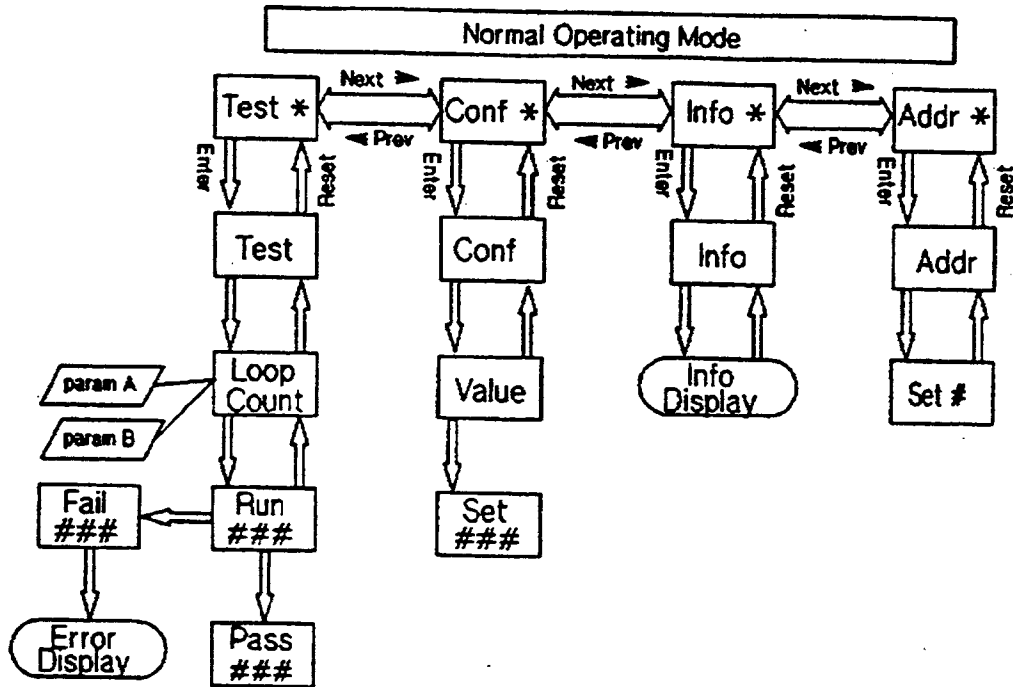 Normal Operating Mode
Next
Next
Next
Test *
Conf *
Info *
Addr *
Prev
Prev
Prev
Enter
Reset
Enter
Reset
Enter
Reset
Enter
Reset
Test
Conf
Info
Addr
param A
Loop
Count
Value
Info
Display
Set #
param B
Fail
###
Run
###
Set
###
Error
Display
Pass
###